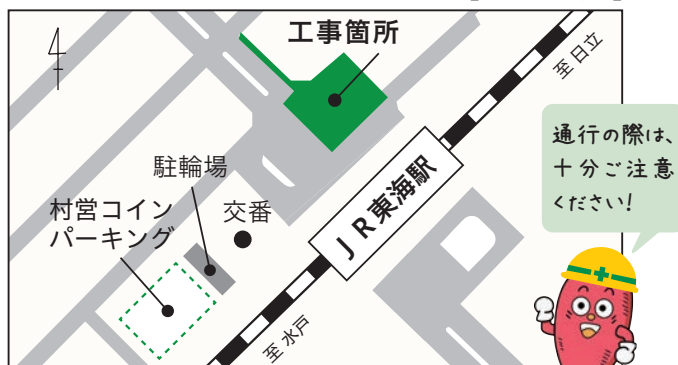 工事箇所
至日立
通行の際は、
十分ご注意
ください!
駐輪場
村営コイン
パーキング
交番
JR東海駅
至水戸